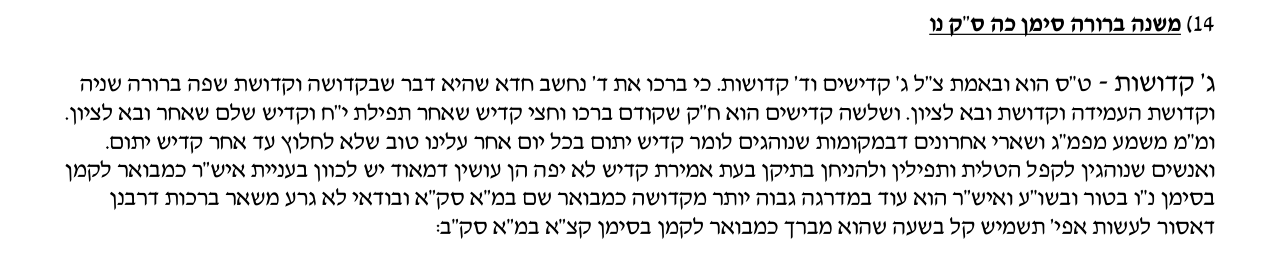 14) משנה ברורה סימן כה ס"ק נו
ג' קדושות - ט"ס הוא ובאמת צ"ל ג' קדישים וד' קדושות. כי ברכו את ד' נחשב חדא שהיא דבר שבקדושה וקדושת שפה ברורה שניה
וקדושת העמידה וקדושת ובא לציון. ושלשה קדישים הוא ח"ק שקודם ברכו וחצי קדיש שאחר תפילת י"ח וקדיש שלם שאחר ובא לציון.
ומ"מ משמע מפמ"ג ושארי אחרונים דבמקומות שנוהגים לומר קדיש יתום בכל יום אחר עלינו טוב שלא לחלוץ עד אחר קדיש יתום.
ואנשים שנוהגין לקפל הטלית ותפילין ולהניחן בתיקן בעת אמירת קדיש לא יפה הן עושין דמאוד יש לכוון בעניית איש"ר כמבואר לקמן
בסימן נ"ו בטור ובשו"ע ואיש"ר הוא עוד במדרגה גבוה יותר מקדושה כמבואר שם במ"א סק"א ובודאי לא גרע משאר ברכות דרבנן
דאסור לעשות אפי' תשמיש קל בשעה שהוא מברך כמבואר לקמן בסימן קצ"א במ"א סק"ב: